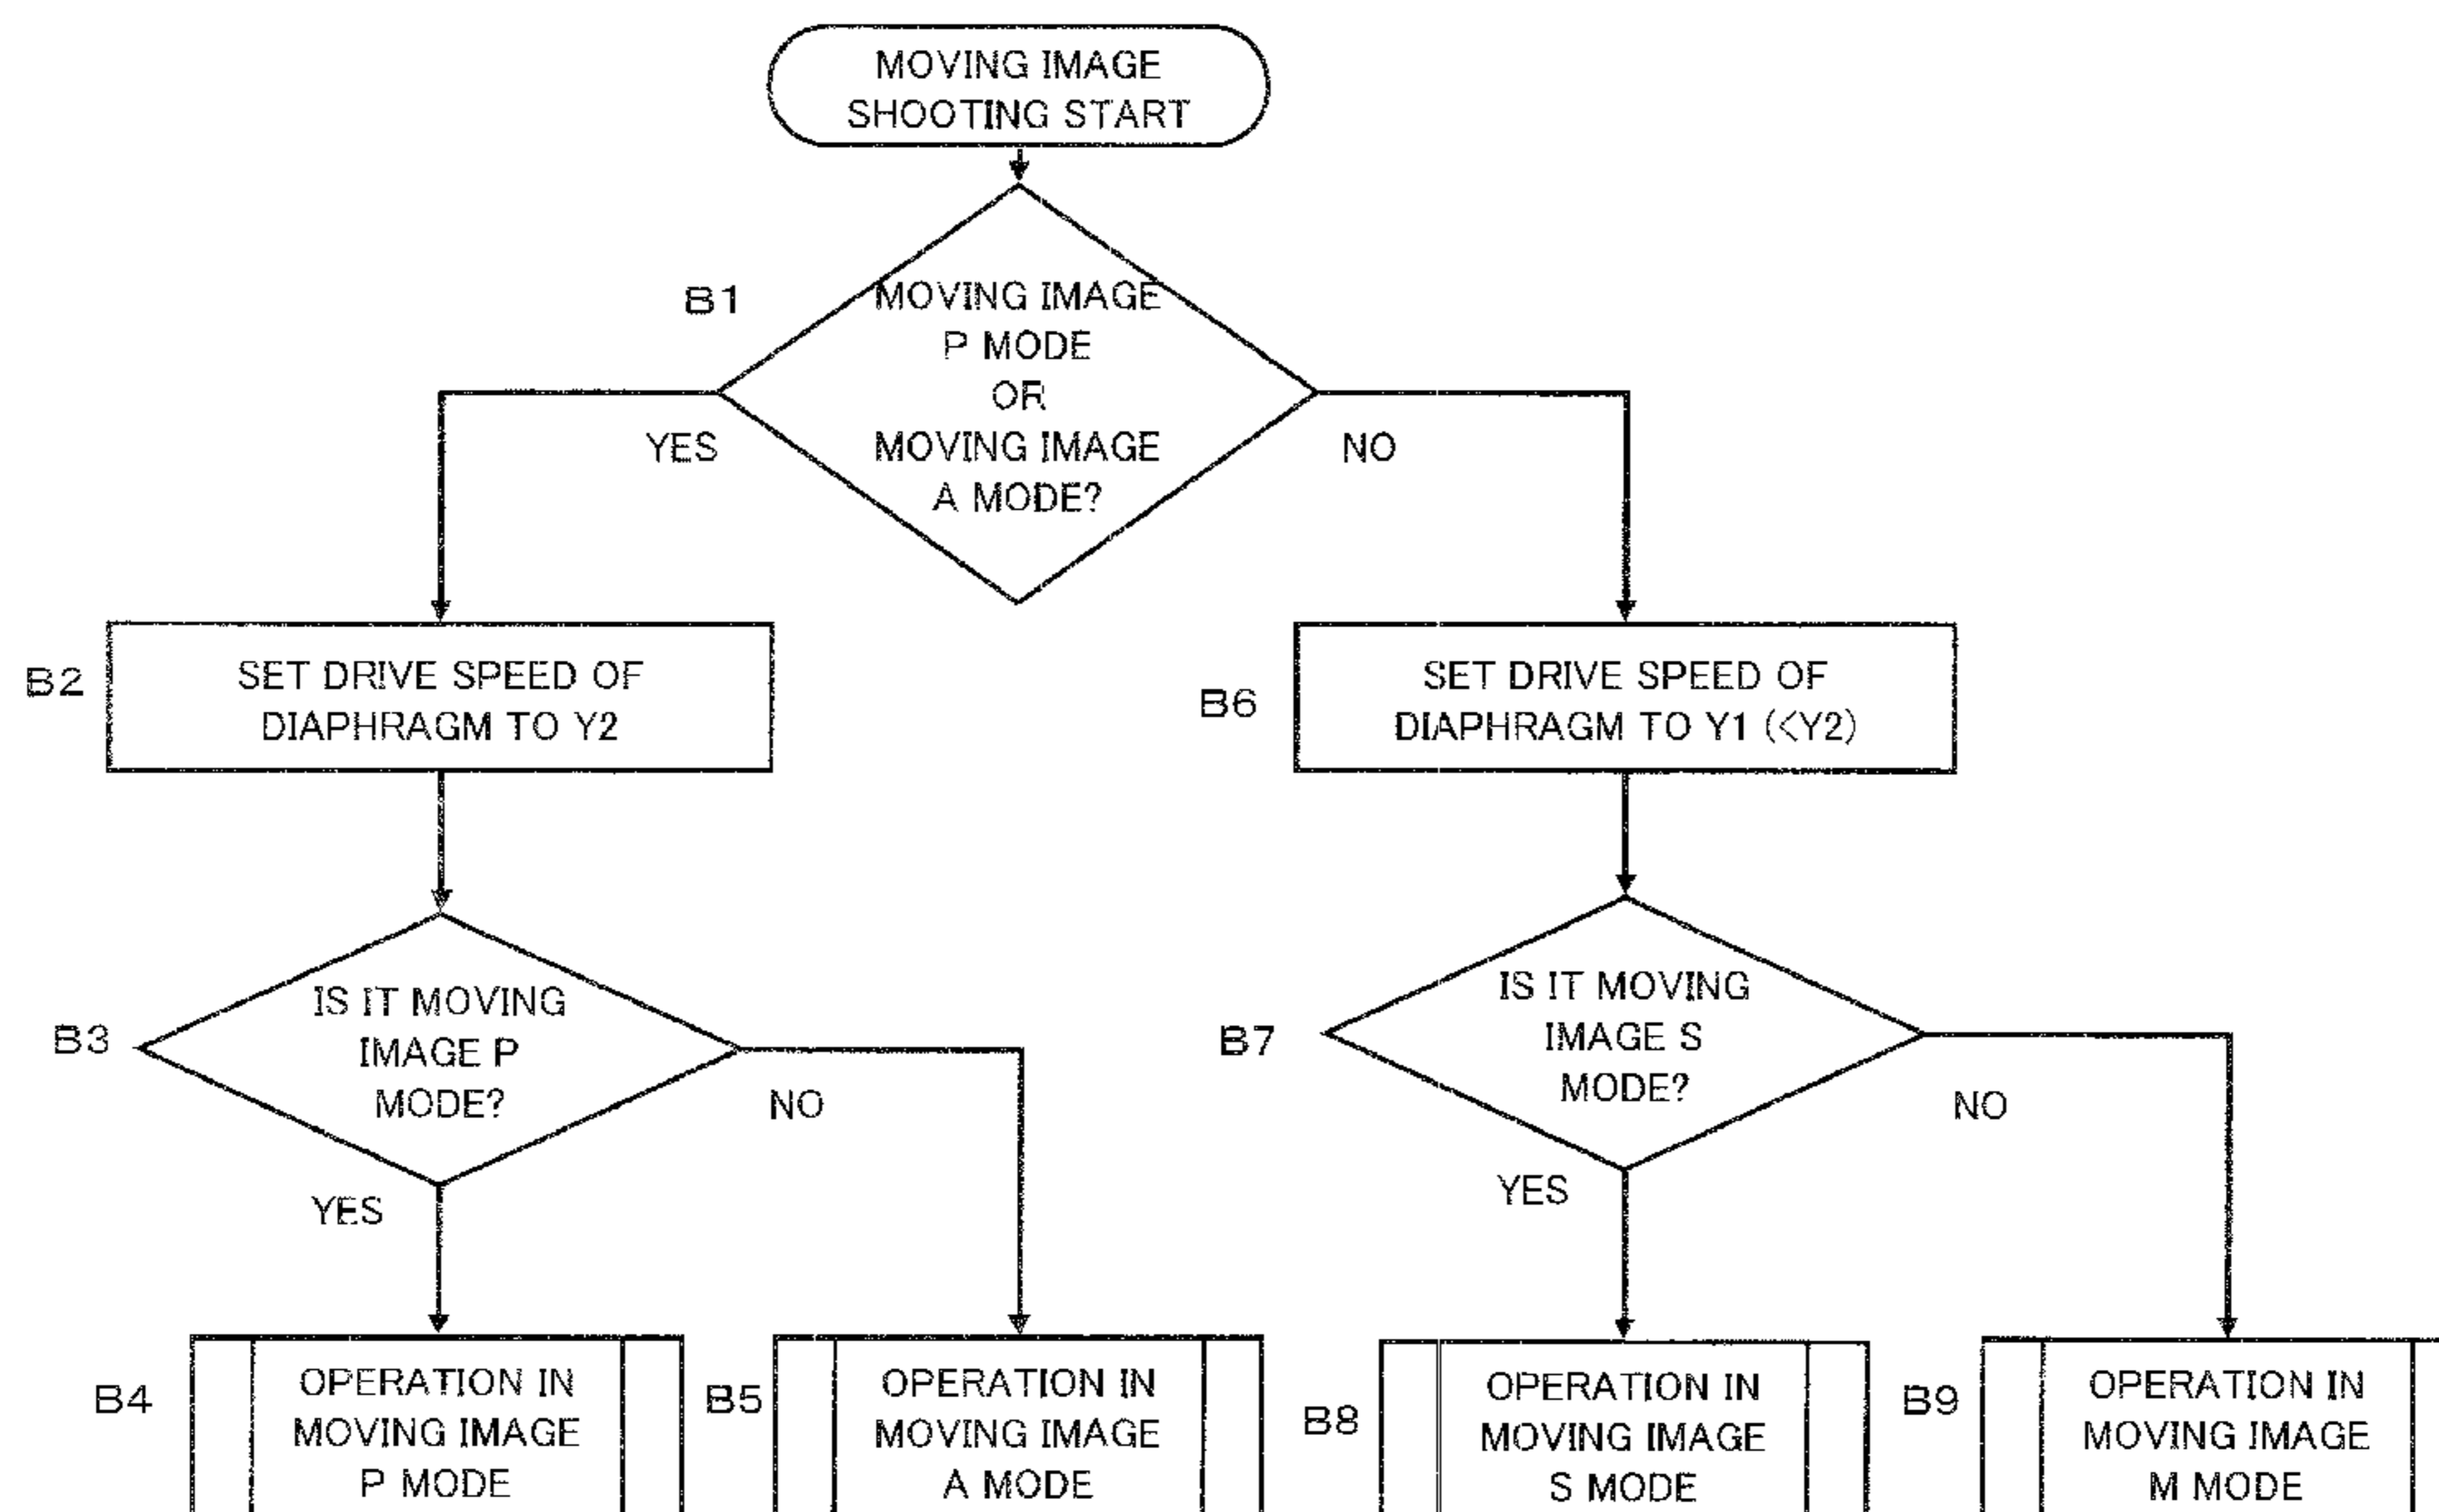 MOVING IMAGE
SHOOTING START
B1
MOVING IMAGE
P MODE
OR
MOVING IMAGE
A MODE?
YES
NO
B2
SET DRIVE SPEED OF
DIAPHRAGM TO Y2
B6
SET DRIVE SPEED OF
DIAPHRAGM TO Y1 (<Y2)
B3
IS IT MOVING
IMAGE P
MODE?
NO
YES
B7
IS IT MOVING
IMAGE S
MODE?
NO
YES
B4
OPERATION IN
MOVING IMAGE
P MODE
B5
OPERATION IN
MOVING IMAGE
A MODE
B8
OPERATION IN
MOVING IMAGE
S MODE
B9
OPERATION IN
MOVING IMAGE
M MODE